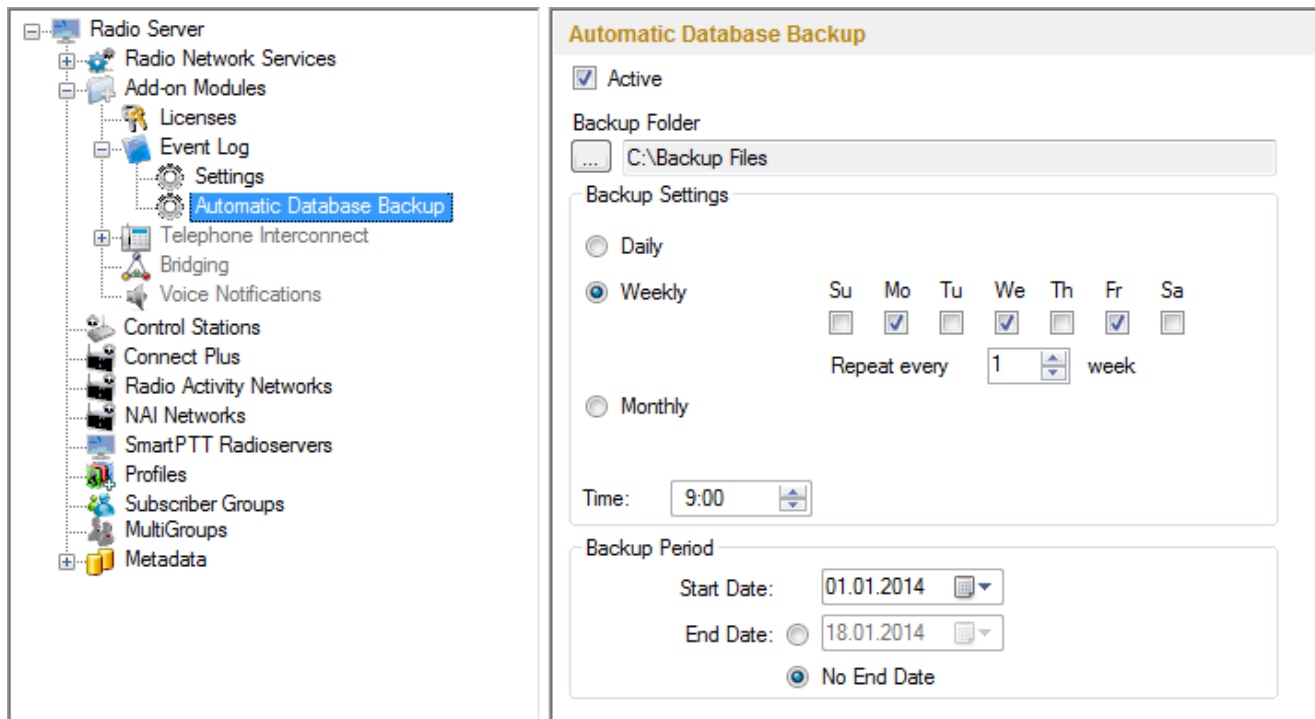 Radio Server
Radio Network Services
Add-on Modules
Licenses
Event Log
Settings
Automatic Database Backup
Telephone Interconnect
Bridging
Voice Notifications
Control Stations
Connect Plus
Radio Activity Networks
NAI Networks
SmartPTT Radioservers
Profiles
Subscriber Groups
MultiGroups
Metadata
Automatic Database Backup
Active
Backup Folder
... C:\Backup Files
Backup Settings
Daily
Weekly Su Mo Tu We Th Fr Sa
Repeat every 1 week
Monthly
Time: 9:00
Backup Period
Start Date: 01.01.2014
End Date: 18.01.2014
No End Date